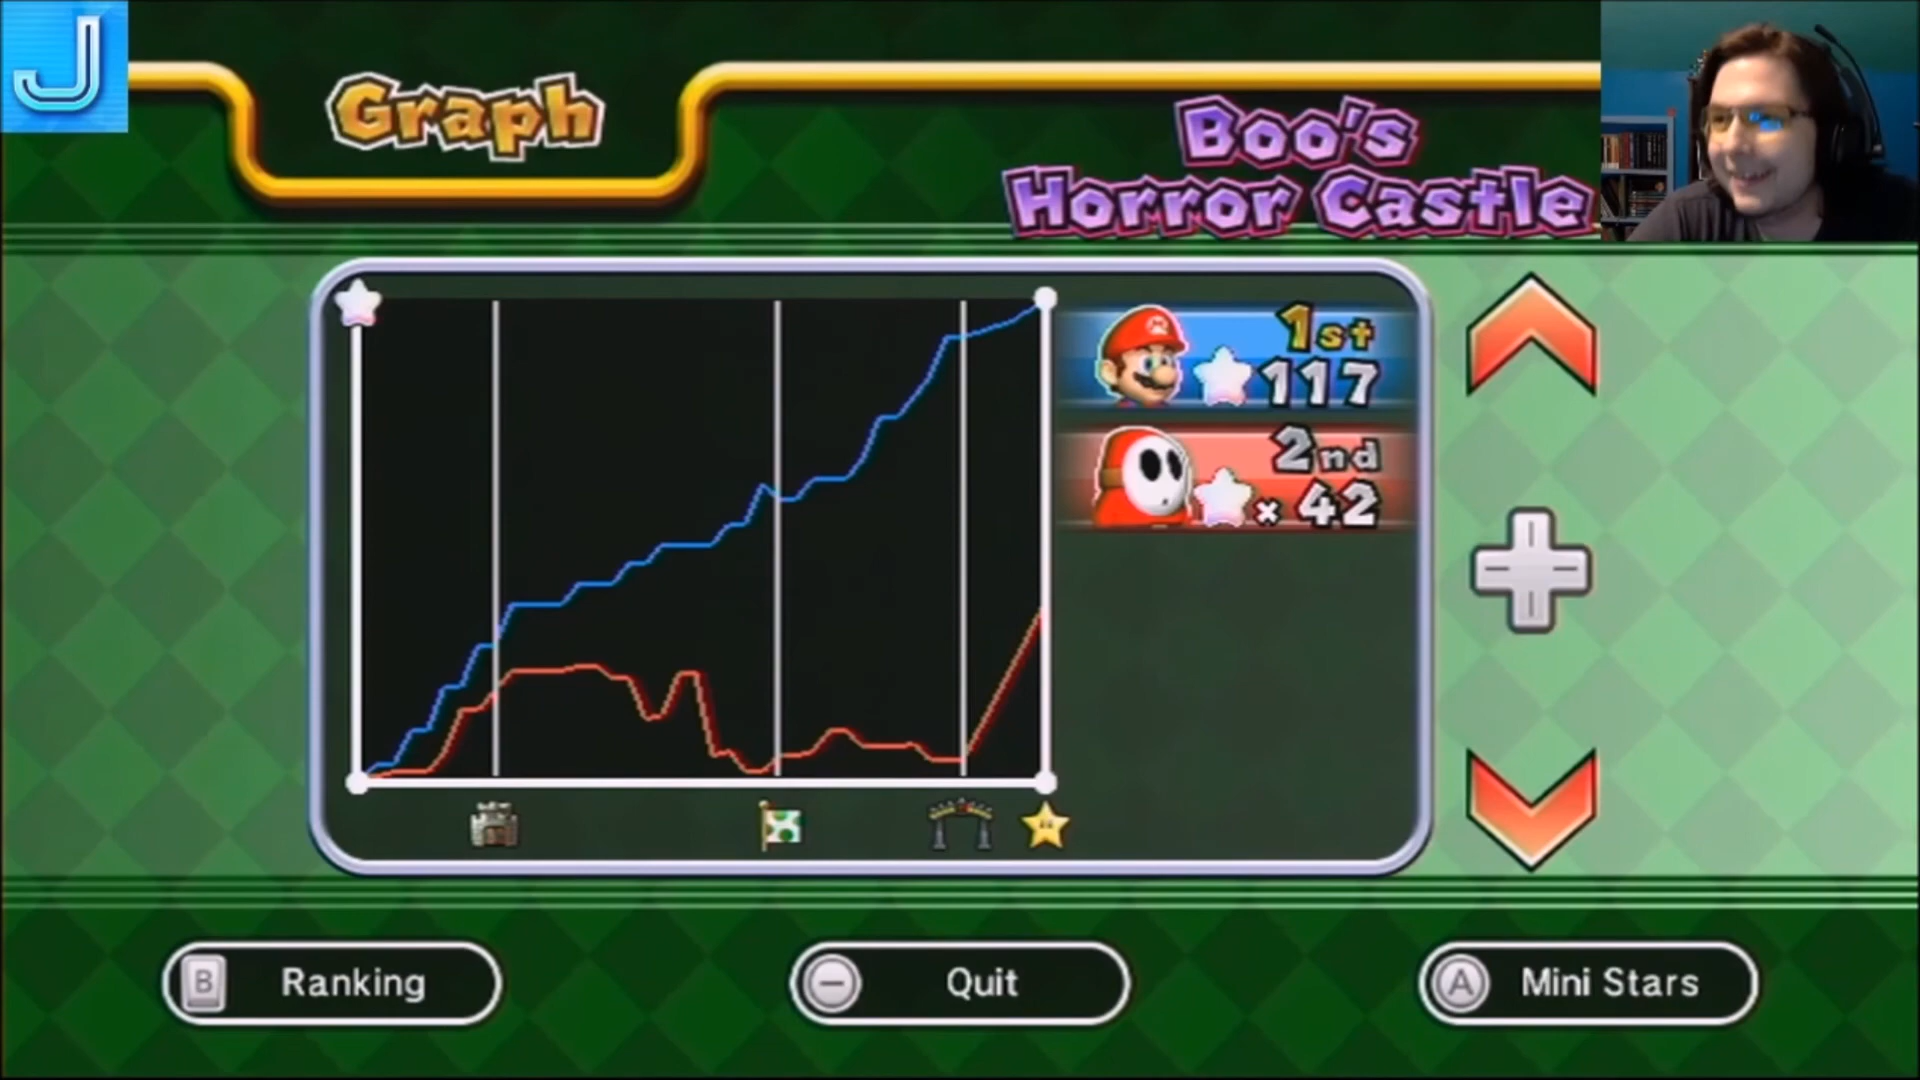 J
Graph
Boo's
Horror Castle
1st
117
2nd
× 42
B Ranking
Quit
A Mini Stars